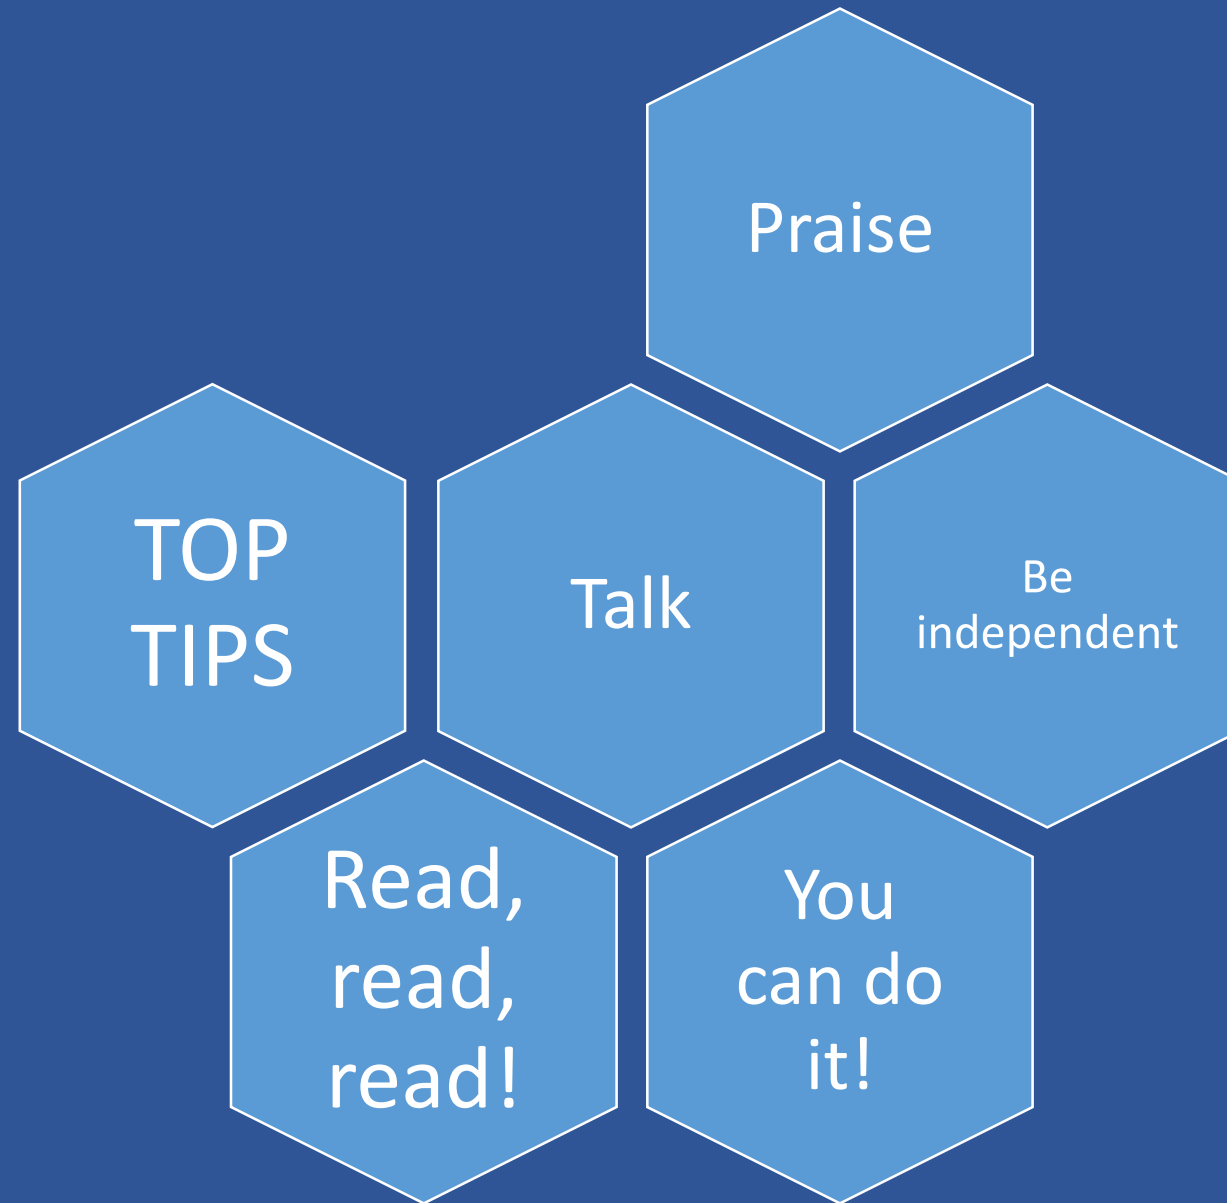 Praise
TOP
TIPS
Talk
Be
independent
Read,
read,
read!
You
can do
it!